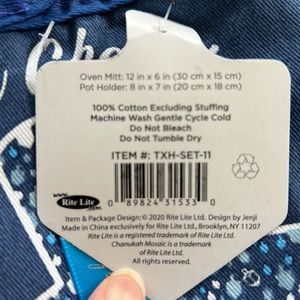 Oven Mitt: 12 in x 6 in (30 cm x 15 cm)
Pot Holder: 8 in x 7 in (20 cm x 18 cm)
100% Cotton Excluding Stuffing
Machine Wash Gentle Cycle Cold
Do Not Bleach
Do Not Tumble Dry
ITEM #: TXH-SET-11
www.
Rite Lite
.com
0 89824 31533 0
Item & Package Design: © 2020 Rite Lite Ltd. Design by Jenji
Made in China exclusively for Rite Lite Ltd., Brooklyn, NY 11207
Rite Lite is a registered trademark of Rite Lite Ltd.
Chanukah Mosaic is a trademark
of Rite Lite Ltd.
All rights reserved.